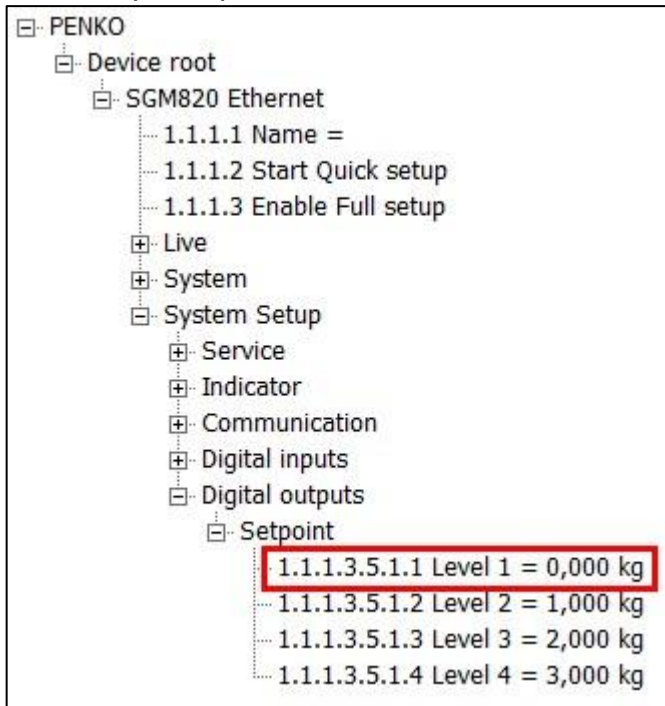 PENKO
Device root
SGM820 Ethernet
1.1.1.1 Name =
1.1.1.2 Start Quick setup
1.1.1.3 Enable Full setup
Live
System
System Setup
Service
Indicator
Communication
Digital inputs
Digital outputs
Setpoint
1.1.1.3.5.1.1 Level 1 = 0,000 kg
1.1.1.3.5.1.2 Level 2 = 1,000 kg
1.1.1.3.5.1.3 Level 3 = 2,000 kg
1.1.1.3.5.1.4 Level 4 = 3,000 kg